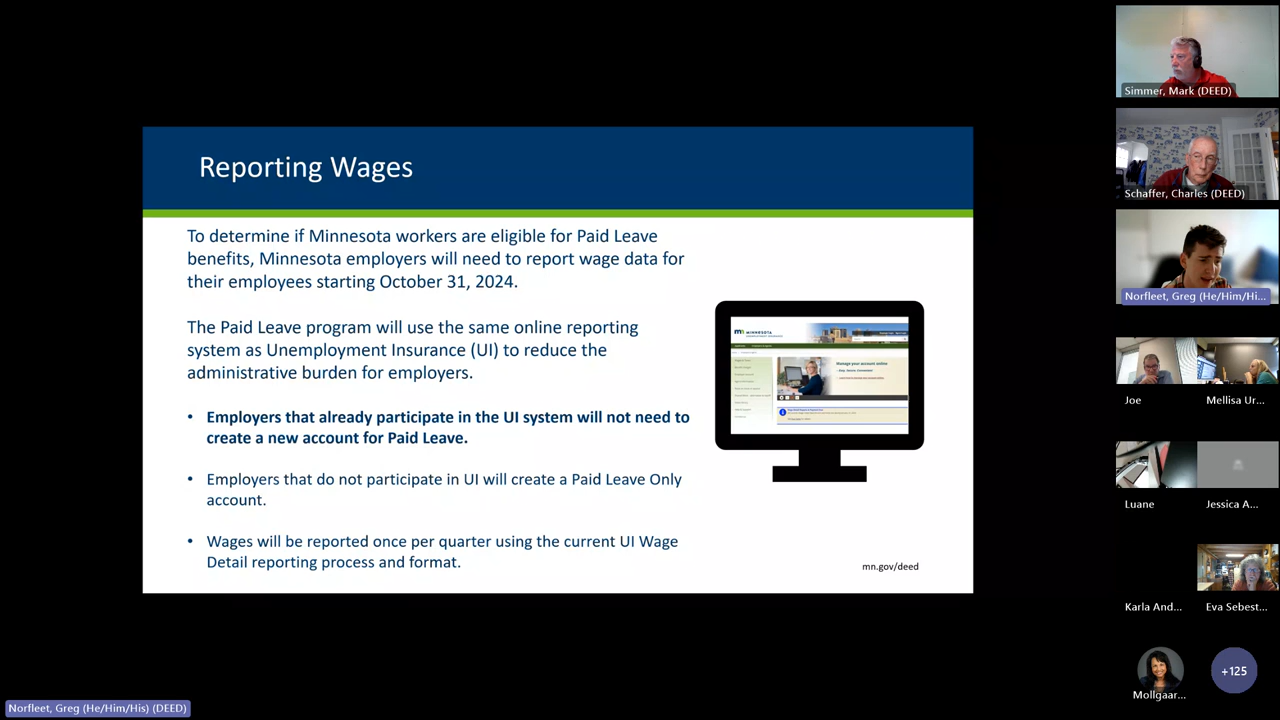 Reporting Wages
To determine if Minnesota workers are eligible for Paid Leave
benefits, Minnesota employers will need to report wage data for
their employees starting October 31, 2024.
The Paid Leave program will use the same online reporting
system as Unemployment Insurance (UI) to reduce the
administrative burden for employers.
• Employers that already participate in the UI system will not need to
create a new account for Paid Leave.
• Employers that do not participate in UI will create a Paid Leave Only
account.
• Wages will be reported once per quarter using the current UI Wage
Detail reporting process and format.
MINNESOTA
Manage your account online
mn.gov/deed
Simmer, Mark (DEED)
Schaffer, Charles (DEED)
Norfleet, Greg (He/Him/Hi...
Joe
Mellisa Ur...
Luane
Jessica A...
Karla And...
Eva Sebest...
Mollgaar...
+125
Norfleet, Greg (He/Him/His) (DEED)